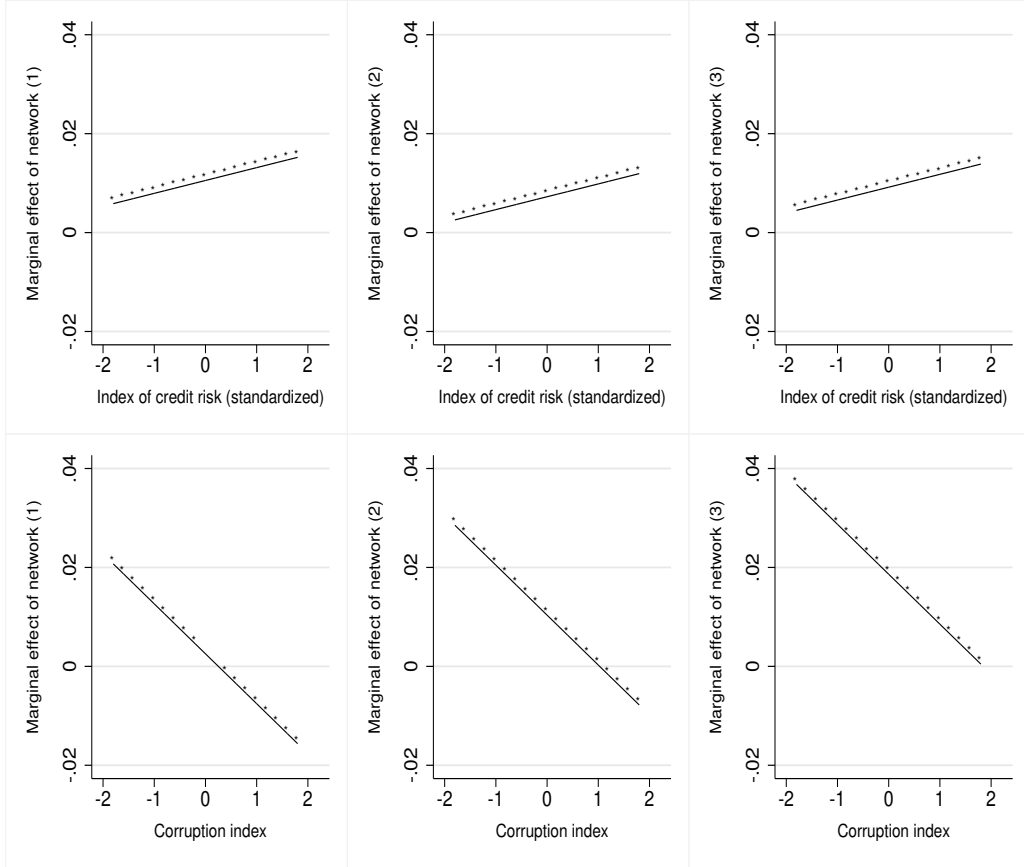 .04
.02
0
-.02
Marginal effect of network (1)
-2 -1 0 1 2
Index of credit risk (standardized)
.04
.02
0
-.02
Marginal effect of network (2)
-2 -1 0 1 2
Index of credit risk (standardized)
.04
.02
0
-.02
Marginal effect of network (3)
-2 -1 0 1 2
Index of credit risk (standardized)
.04
.02
0
-.02
Marginal effect of network (1)
-2 -1 0 1 2
Corruption index
.04
.02
0
-.02
Marginal effect of network (2)
-2 -1 0 1 2
Corruption index
.04
.02
0
-.02
Marginal effect of network (3)
-2 -1 0 1 2
Corruption index